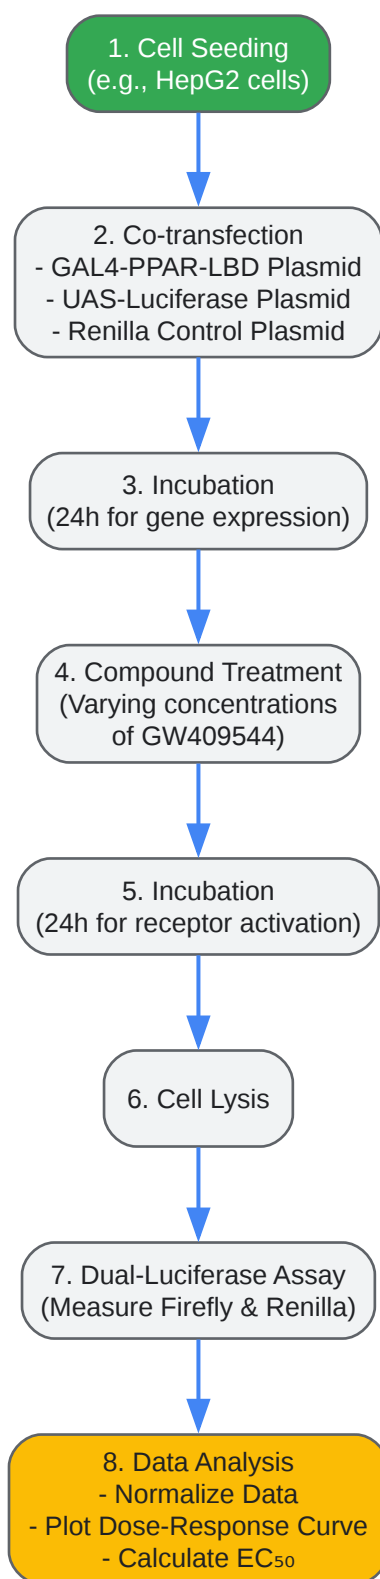 1. Cell Seeding
(e.g., HepG2 cells)
2. Co-transfection
- GAL4-PPAR-LBD Plasmid
- UAS-Luciferase Plasmid
- Renilla Control Plasmid
3. Incubation
(24h for gene expression)
4. Compound Treatment
(Varying concentrations
of GW409544)
5. Incubation
(24h for receptor activation)
6. Cell Lysis
7. Dual-Luciferase Assay
(Measure Firefly & Renilla)
8. Data Analysis
- Normalize Data
- Plot Dose-Response Curve
- Calculate EC₅₀